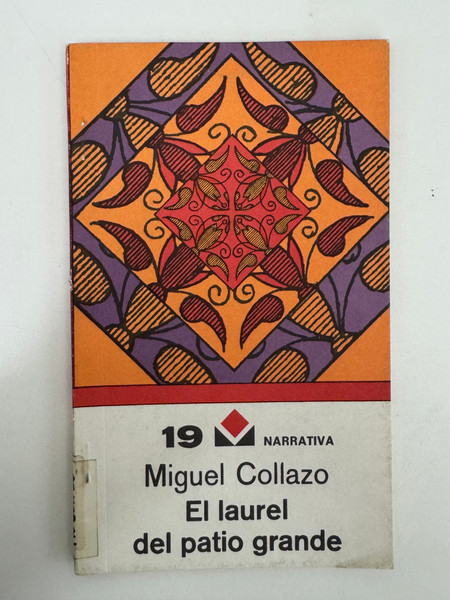 19 NARRATIVA
Miguel Collazo
El laurel
del patio grande